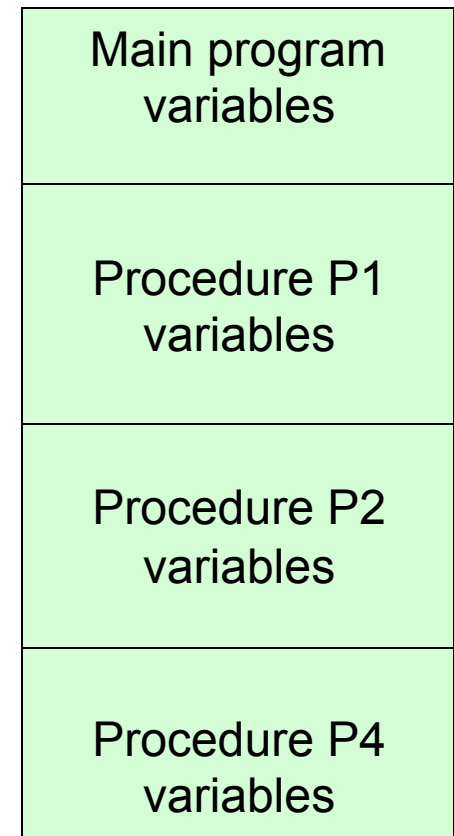 Main program
variables
Procedure P1
variables
Procedure P2
variables
Procedure P4
variables